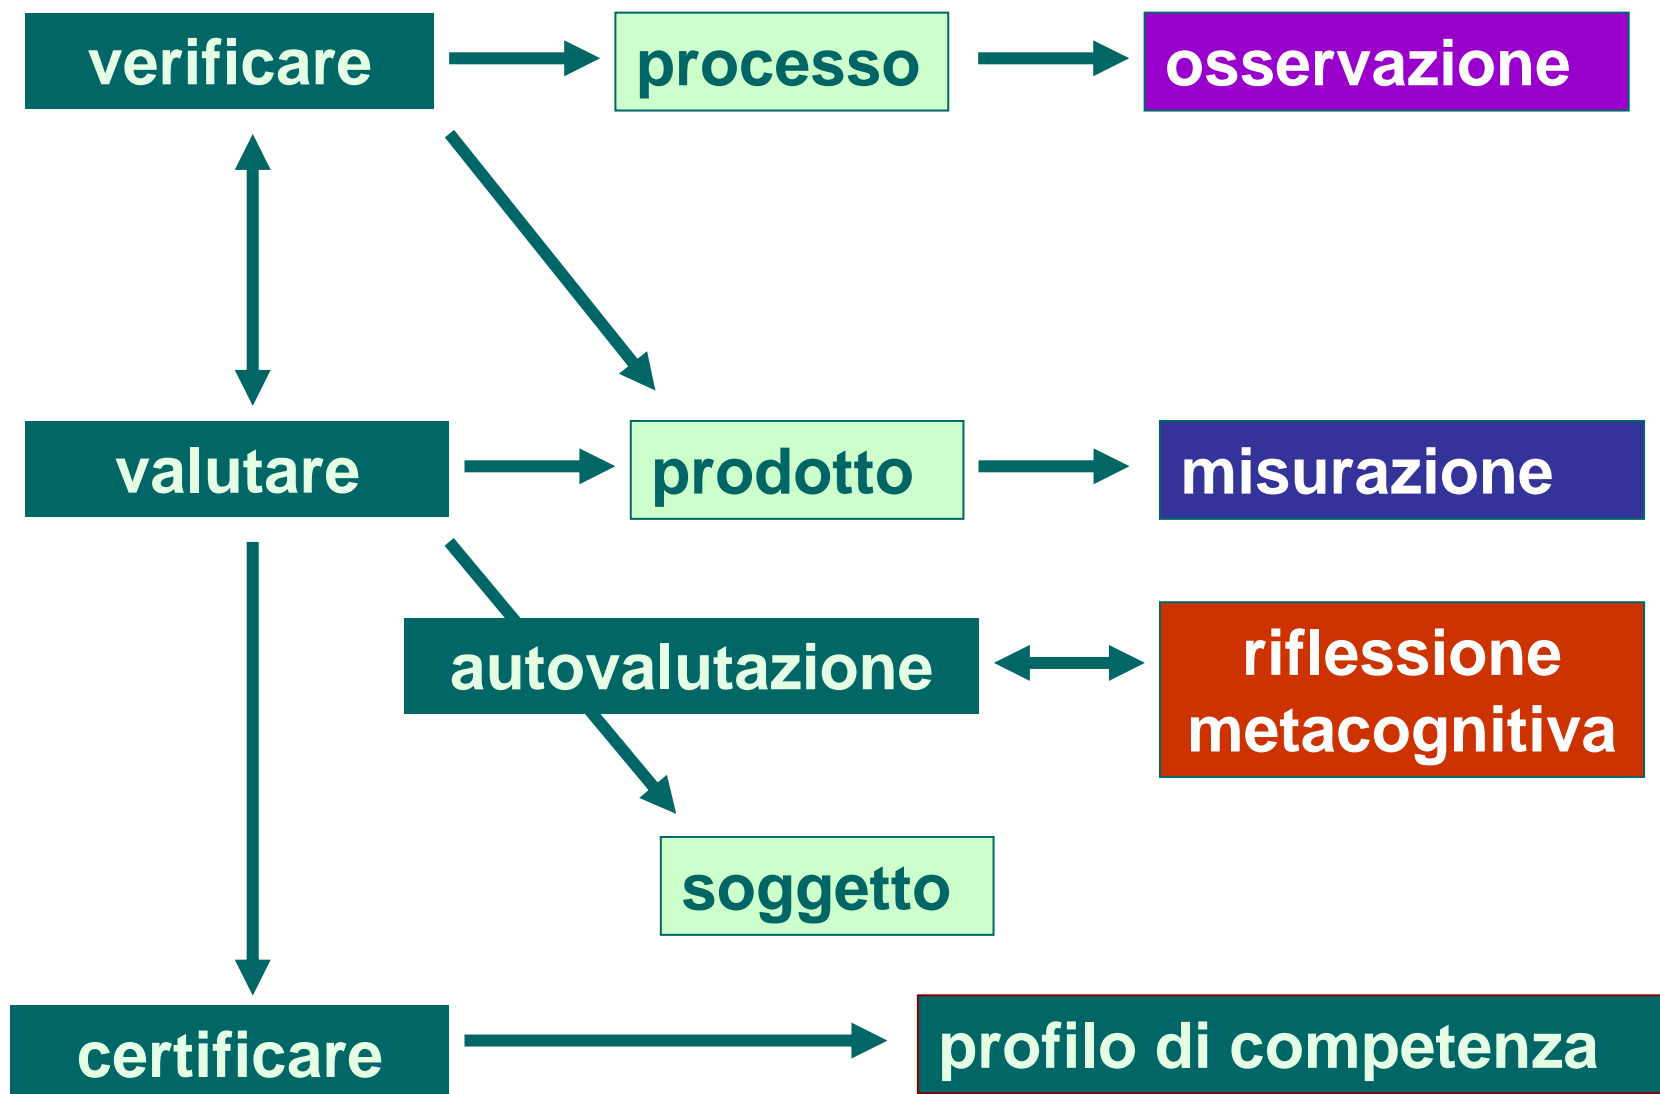 verificare
processo
osservazione
valutare
prodotto
misurazione
autovalutazione
riflessione
metacognitiva
soggetto
certificare
profilo di competenza